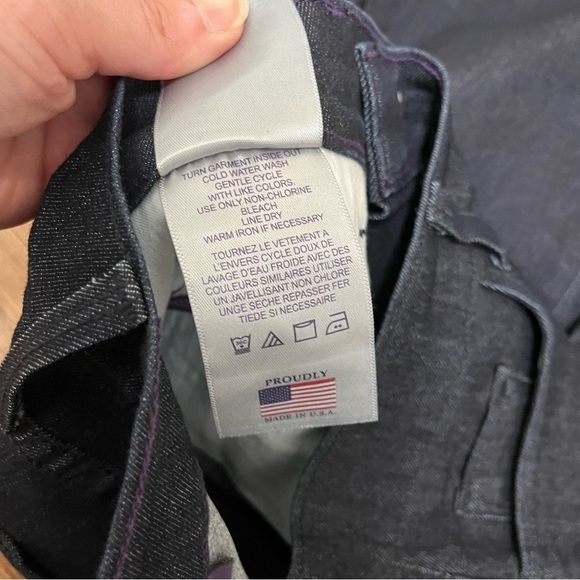 TURN GARMENT INSIDE OUT
COLD WATER WASH
GENTLE CYCLE
WITH LIKE COLORS.
USE ONLY NON-CHLORINE
BLEACH
LINE DRY
WARM IRON IF NECESSARY
TOURNEZ LE VETEMENT A
L'ENVERS CYCLE DOUX DE
LAVAGE D'EAU FROIDE AVEC DES
COULEURS SIMILAIRES UTILISER
UN JAVELLISANT NON CHLORE
UNGE SECHE REPASSER FER
TIEDE SI NECESSAIRE
PROUDLY
MADE IN U.S.A.